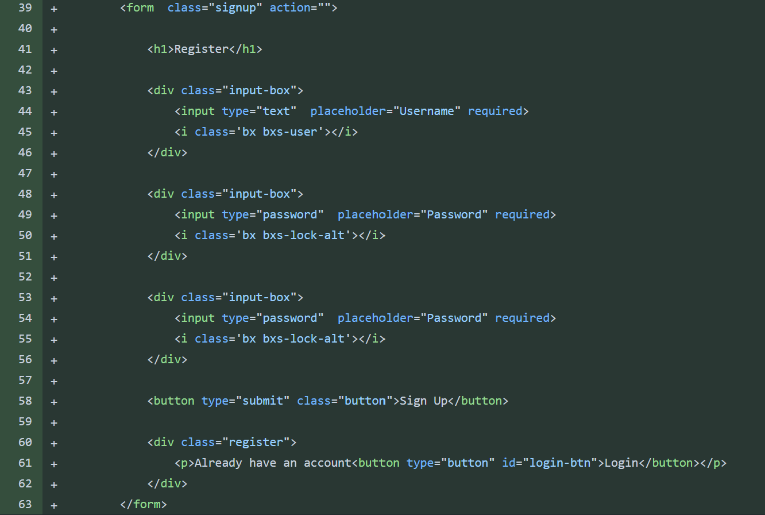 39 +         <form  class="signup" action="">
40 +
41 +             <h1>Register</h1>
42 +
43 +             <div class="input-box">
44 +                 <input type="text"  placeholder="Username" required>
45 +                 <i class='bx bxs-user'></i>
46 +             </div>
47 +
48 +             <div class="input-box">
49 +                 <input type="password"  placeholder="Password" required>
50 +                 <i class='bx bxs-lock-alt'></i>
51 +             </div>
52 +
53 +             <div class="input-box">
54 +                 <input type="password"  placeholder="Password" required>
55 +                 <i class='bx bxs-lock-alt'></i>
56 +             </div>
57 +
58 +             <button type="submit" class="button">Sign Up</button>
59 +
60 +             <div class="register">
61 +                 <p>Already have an account<button type="button" id="login-btn">Login</button></p>
62 +             </div>
63 +         </form>